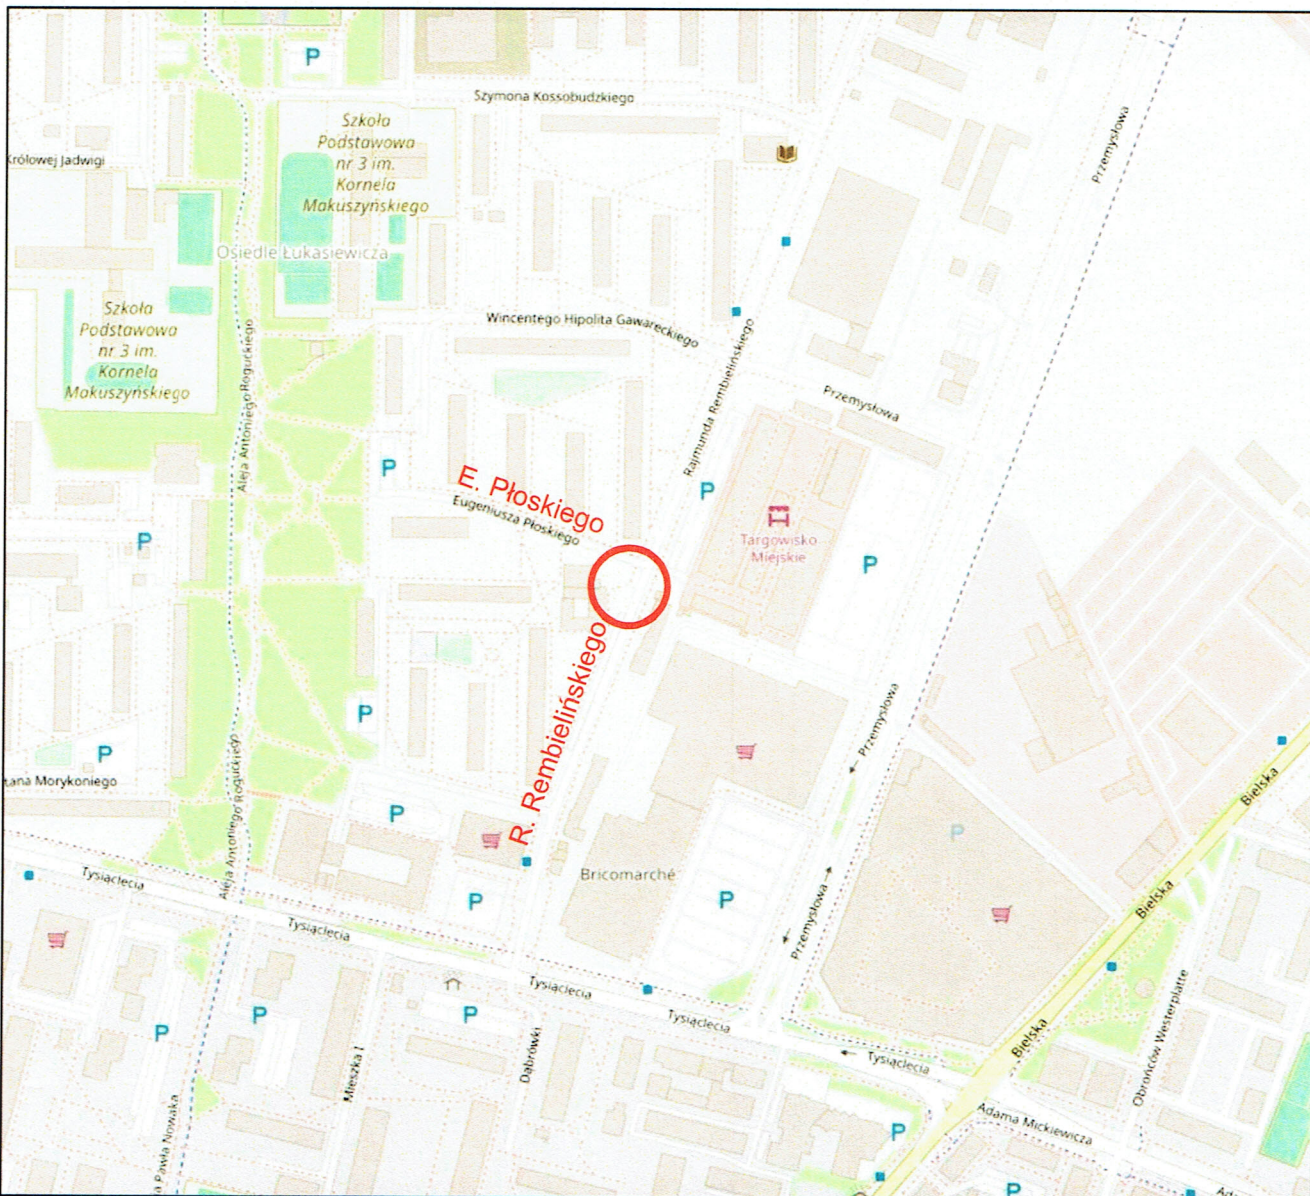 P
Szymona Kossobudzkiego
Szkoła
Podstawowa
nr 3 im.
Kornela
Makuszyńskiego
Przemysłowa
Królowej Jadwigi
Osiedle Łukasiewicza
Szkoła
Podstawowa
nr 3 im.
Kornela
Makuszyńskiego
Wincentego Hipolita Gawareckiego
Aleja Antoniego Roguckiego
Rajmunda Rembielińskiego
Przemysłowa
P
E. Płoskiego
Eugeniusza Płoskiego
P
Targowisko
Miejskie
P
P
R. Rembielińskiego
P
P
Przemysłowa
ana Morykoniego
Aleja Antoniego Roguckiego
P
Bielska
P
Bricomarché
P
P
Tysiąclecia
Tysiąclecia
Przemysłowa
Bielska
Tysiąclecia
Tysiąclecia
P
P
P
Mieszka I
Dąbrówki
Bielska
Obrońców Westerplatte
Tysiąclecia
Adama Mickiewicza
a Pawła Nowaka
P
P